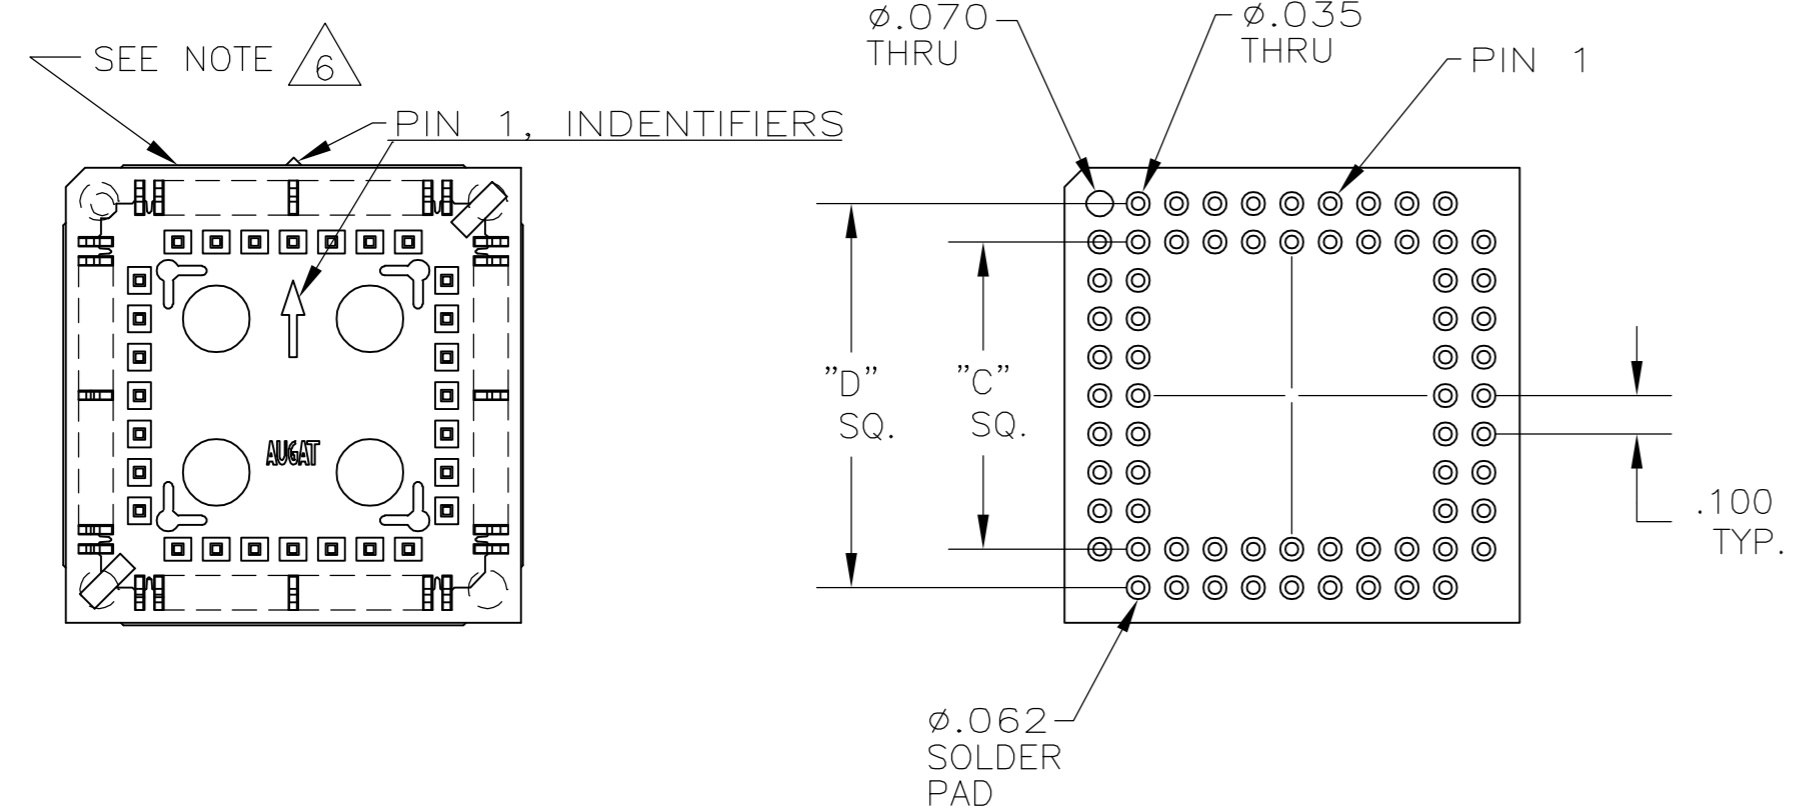 SEE NOTE 6
PIN 1, INDENTIFIERS
AUGAT
Ø.070
THRU
Ø.035
THRU
PIN 1
"D"
SQ.
"C"
SQ.
.100
TYP.
Ø.062
SOLDER
PAD